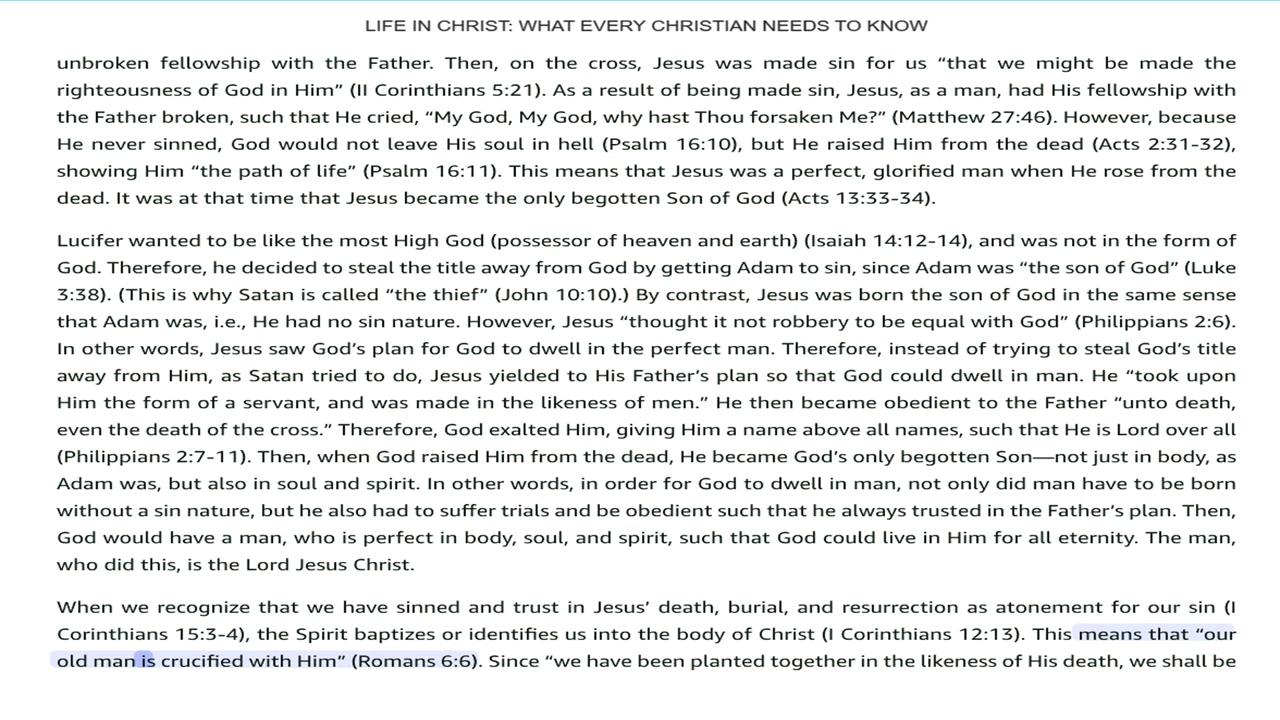 LIFE IN CHRIST: WHAT EVERY CHRISTIAN NEEDS TO KNOW
unbroken fellowship with the Father. Then, on the cross, Jesus was made sin for us “that we might be made the
righteousness of God in Him” (II Corinthians 5:21). As a result of being made sin, Jesus, as a man, had His fellowship with
the Father broken, such that He cried, “My God, My God, why hast Thou forsaken Me?” (Matthew 27:46). However, because
He never sinned, God would not leave His soul in hell (Psalm 16:10), but He raised Him from the dead (Acts 2:31-32),
showing Him “the path of life” (Psalm 16:11). This means that Jesus was a perfect, glorified man when He rose from the
dead. It was at that time that Jesus became the only begotten Son of God (Acts 13:33-34).
Lucifer wanted to be like the most High God (possessor of heaven and earth) (Isaiah 14:12-14), and was not in the form of
God. Therefore, he decided to steal the title away from God by getting Adam to sin, since Adam was “the son of God” (Luke
3:38). (This is why Satan is called “the thief” (John 10:10).) By contrast, Jesus was born the son of God in the same sense
that Adam was, i.e., He had no sin nature. However, Jesus “thought it not robbery to be equal with God” (Philippians 2:6).
In other words, Jesus saw God’s plan for God to dwell in the perfect man. Therefore, instead of trying to steal God’s title
away from Him, as Satan tried to do, Jesus yielded to His Father’s plan so that God could dwell in man. He “took upon
Him the form of a servant, and was made in the likeness of men.” He then became obedient to the Father “unto death,
even the death of the cross.” Therefore, God exalted Him, giving Him a name above all names, such that He is Lord over all
(Philippians 2:7-11). Then, when God raised Him from the dead, He became God’s only begotten Son—not just in body, as
Adam was, but also in soul and spirit. In other words, in order for God to dwell in man, not only did man have to be born
without a sin nature, but he also had to suffer trials and be obedient such that he always trusted in the Father’s plan. Then,
God would have a man, who is perfect in body, soul, and spirit, such that God could live in Him for all eternity. The man,
who did this, is the Lord Jesus Christ.
When we recognize that we have sinned and trust in Jesus’ death, burial, and resurrection as atonement for our sin (I
Corinthians 15:3-4), the Spirit baptizes or identifies us into the body of Christ (I Corinthians 12:13). This means that “our
old man is crucified with Him” (Romans 6:6). Since “we have been planted together in the likeness of His death, we shall be